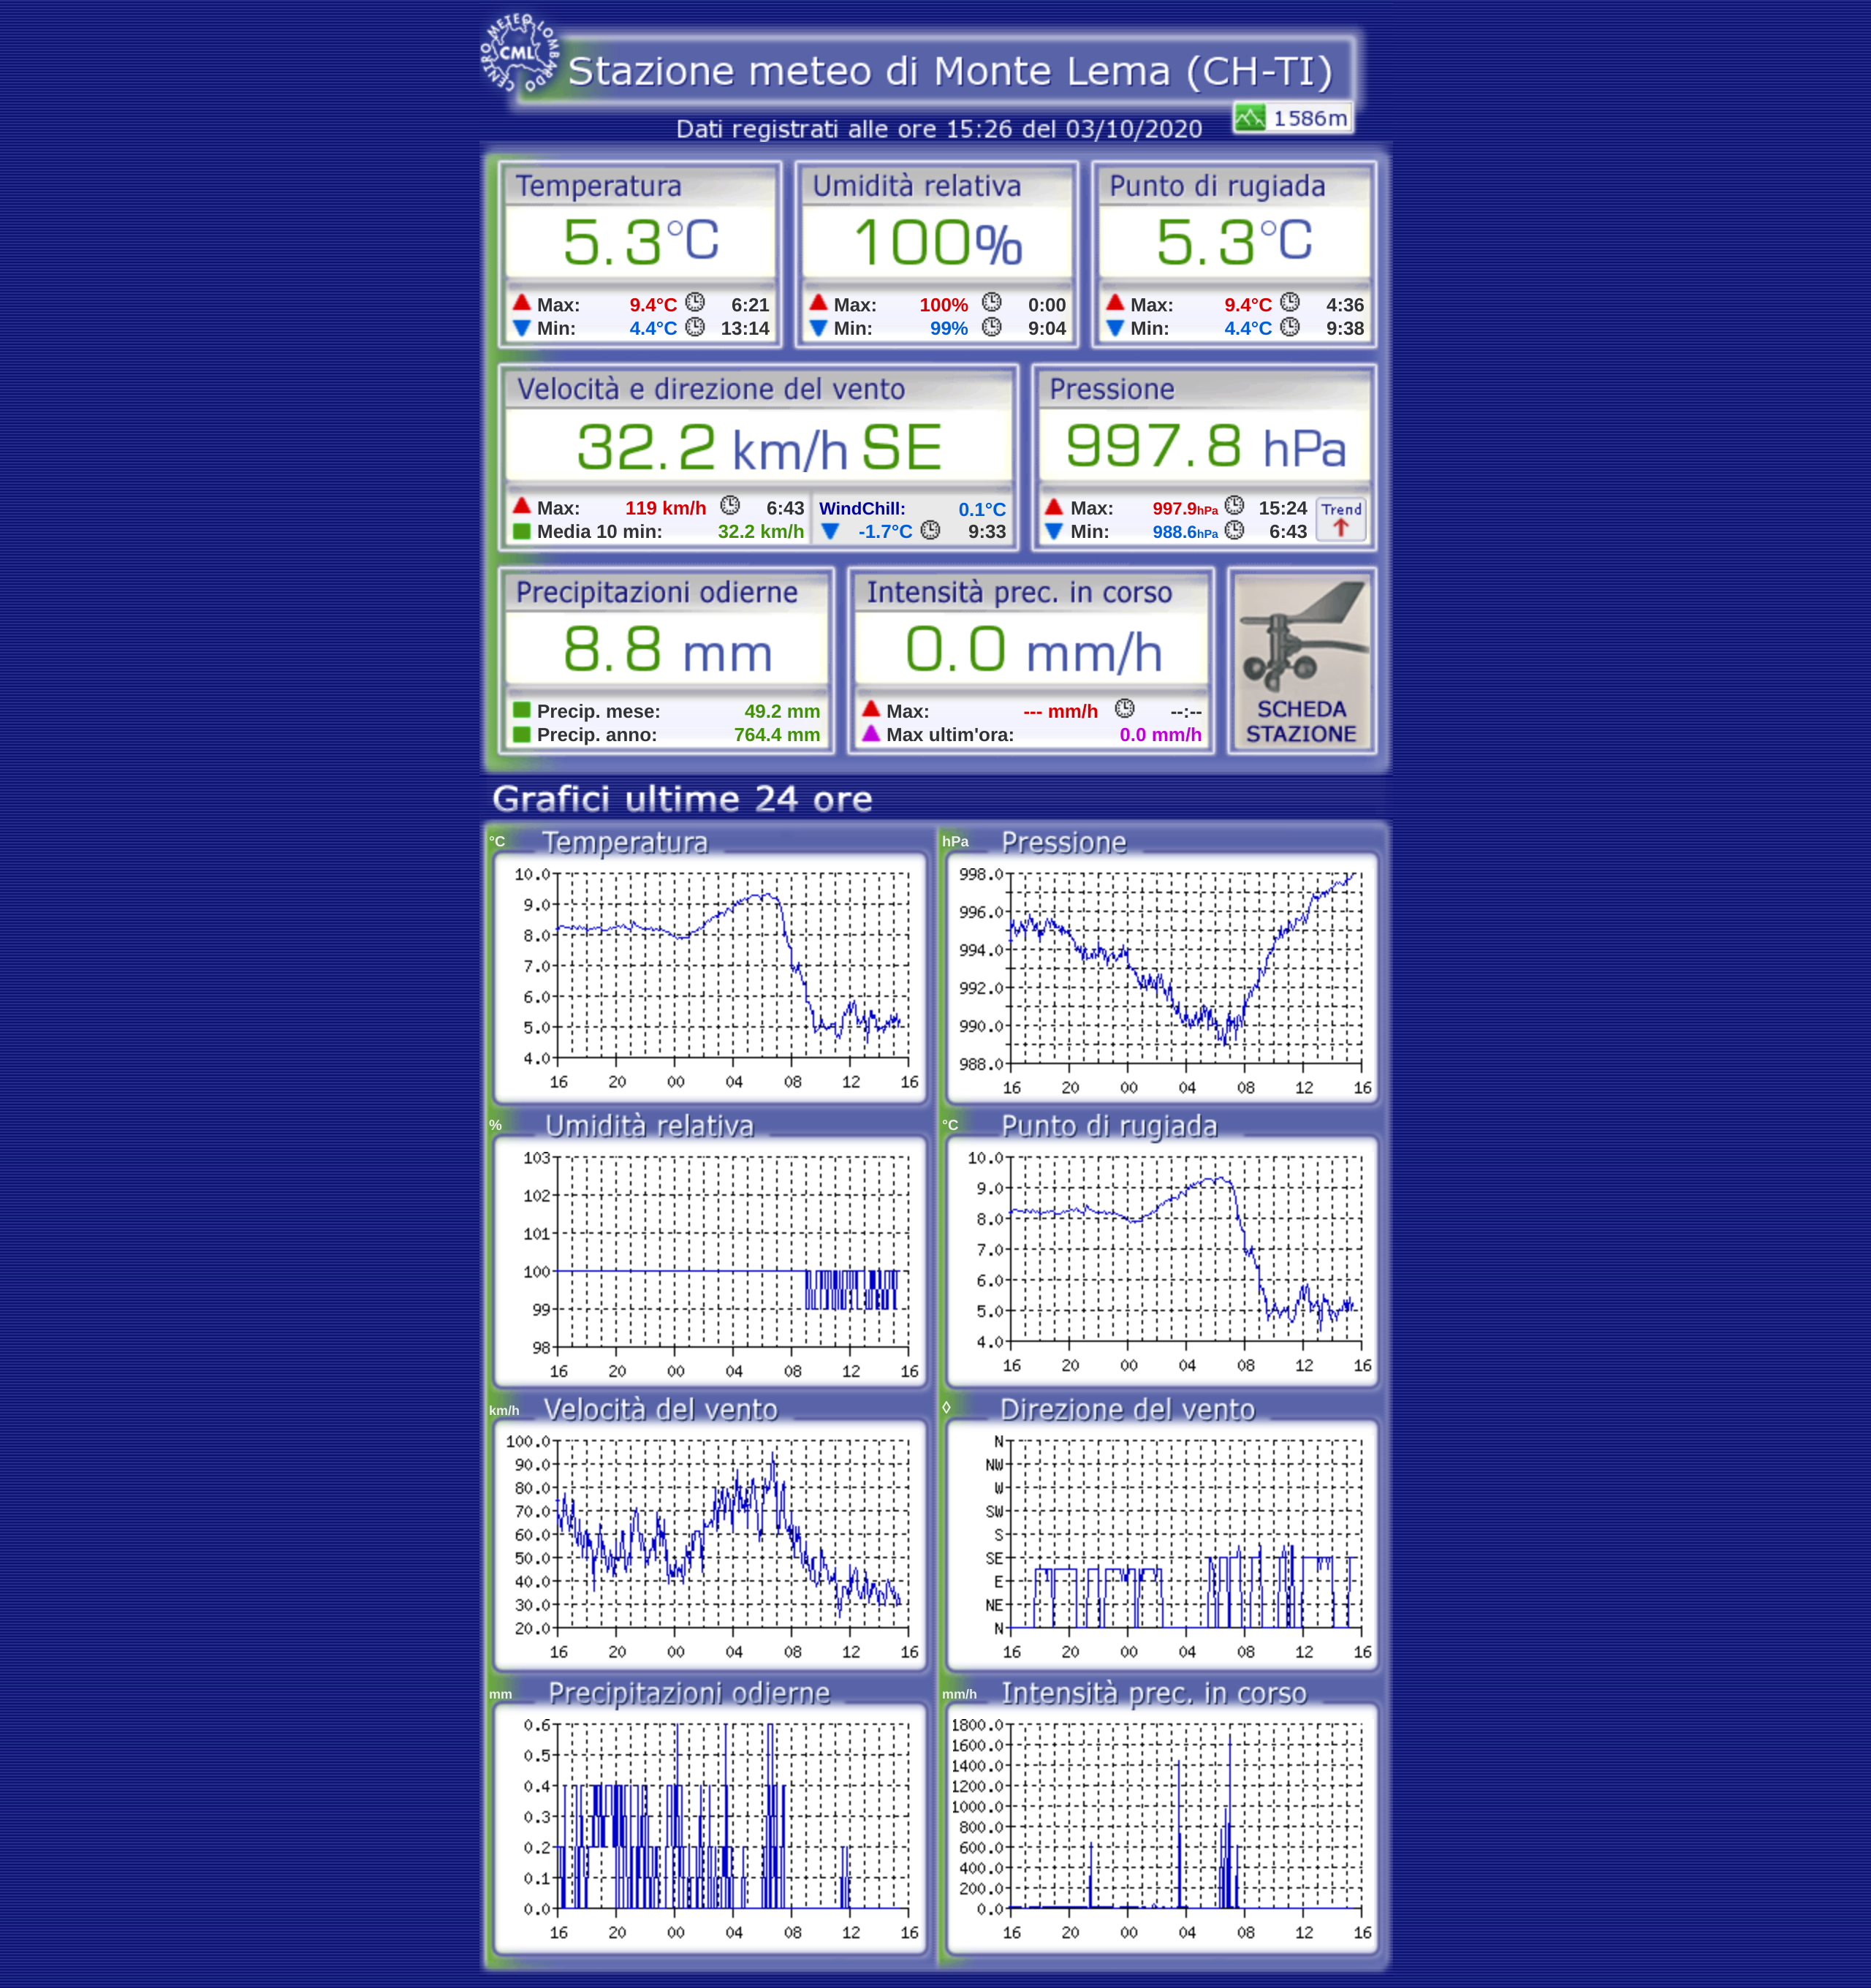 CENTRO METEO LOMBARDO
CML
Stazione meteo di Monte Lema (CH-TI)
1586m
Dati registrati alle ore 15:26 del 03/10/2020
Temperatura
5.3°C
Max: 9.4°C 6:21
Min: 4.4°C 13:14
Umidità relativa
100%
Max: 100% 0:00
Min: 99% 9:04
Punto di rugiada
5.3°C
Max: 9.4°C 4:36
Min: 4.4°C 9:38
Velocità e direzione del vento
32.2 km/h SE
Max: 119 km/h 6:43
Media 10 min: 32.2 km/h
WindChill: 0.1°C
-1.7°C 9:33
Pressione
997.8 hPa
Max: 997.9hPa 15:24
Min: 988.6hPa 6:43
Trend
Precipitazioni odierne
8.8 mm
Precip. mese: 49.2 mm
Precip. anno: 764.4 mm
Intensità prec. in corso
0.0 mm/h
Max: --- mm/h --:--
Max ultim'ora: 0.0 mm/h
SCHEDA
STAZIONE
Grafici ultime 24 ore
°C Temperatura
10.0
9.0
8.0
7.0
6.0
5.0
4.0
16 20 00 04 08 12 16
hPa Pressione
998.0
996.0
994.0
992.0
990.0
988.0
16 20 00 04 08 12 16
% Umidità relativa
103
102
101
100
99
98
16 20 00 04 08 12 16
°C Punto di rugiada
10.0
9.0
8.0
7.0
6.0
5.0
4.0
16 20 00 04 08 12 16
km/h Velocità del vento
100.0
90.0
80.0
70.0
60.0
50.0
40.0
30.0
20.0
16 20 00 04 08 12 16
◊ Direzione del vento
N
NW
W
SW
S
SE
E
NE
N
16 20 00 04 08 12 16
mm Precipitazioni odierne
0.6
0.5
0.4
0.3
0.2
0.1
0.0
16 20 00 04 08 12 16
mm/h Intensità prec. in corso
1800.0
1600.0
1400.0
1200.0
1000.0
800.0
600.0
400.0
200.0
0.0
16 20 00 04 08 12 16